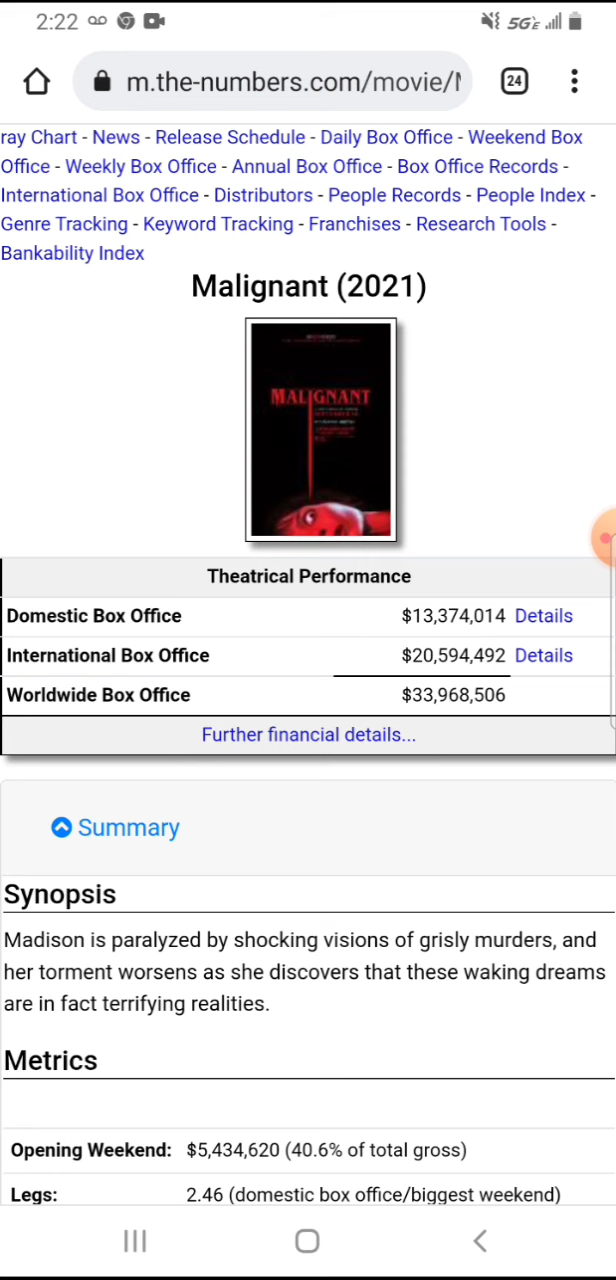 2:22
5GE
m.the-numbers.com/movie/
24
ray Chart - News - Release Schedule - Daily Box Office - Weekend Box
Office - Weekly Box Office - Annual Box Office - Box Office Records -
International Box Office - Distributors - People Records - People Index -
Genre Tracking - Keyword Tracking - Franchises - Research Tools -
Bankability Index
Malignant (2021)
MALIGNANT
Theatrical Performance
Domestic Box Office $13,374,014 Details
International Box Office $20,594,492 Details
Worldwide Box Office $33,968,506
Further financial details...
Summary
Synopsis
Madison is paralyzed by shocking visions of grisly murders, and
her torment worsens as she discovers that these waking dreams
are in fact terrifying realities.
Metrics
Opening Weekend: $5,434,620 (40.6% of total gross)
Legs: 2.46 (domestic box office/biggest weekend)